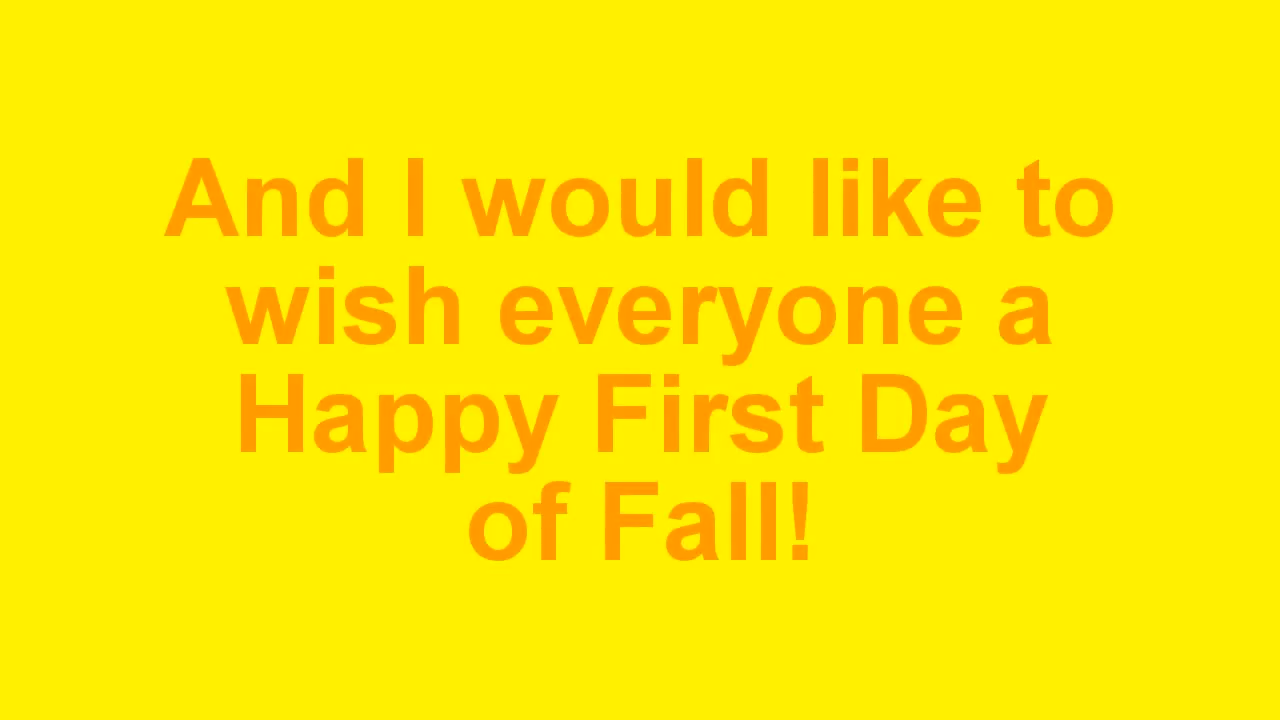 And I would like to
wish everyone a
Happy First Day
of Fall!